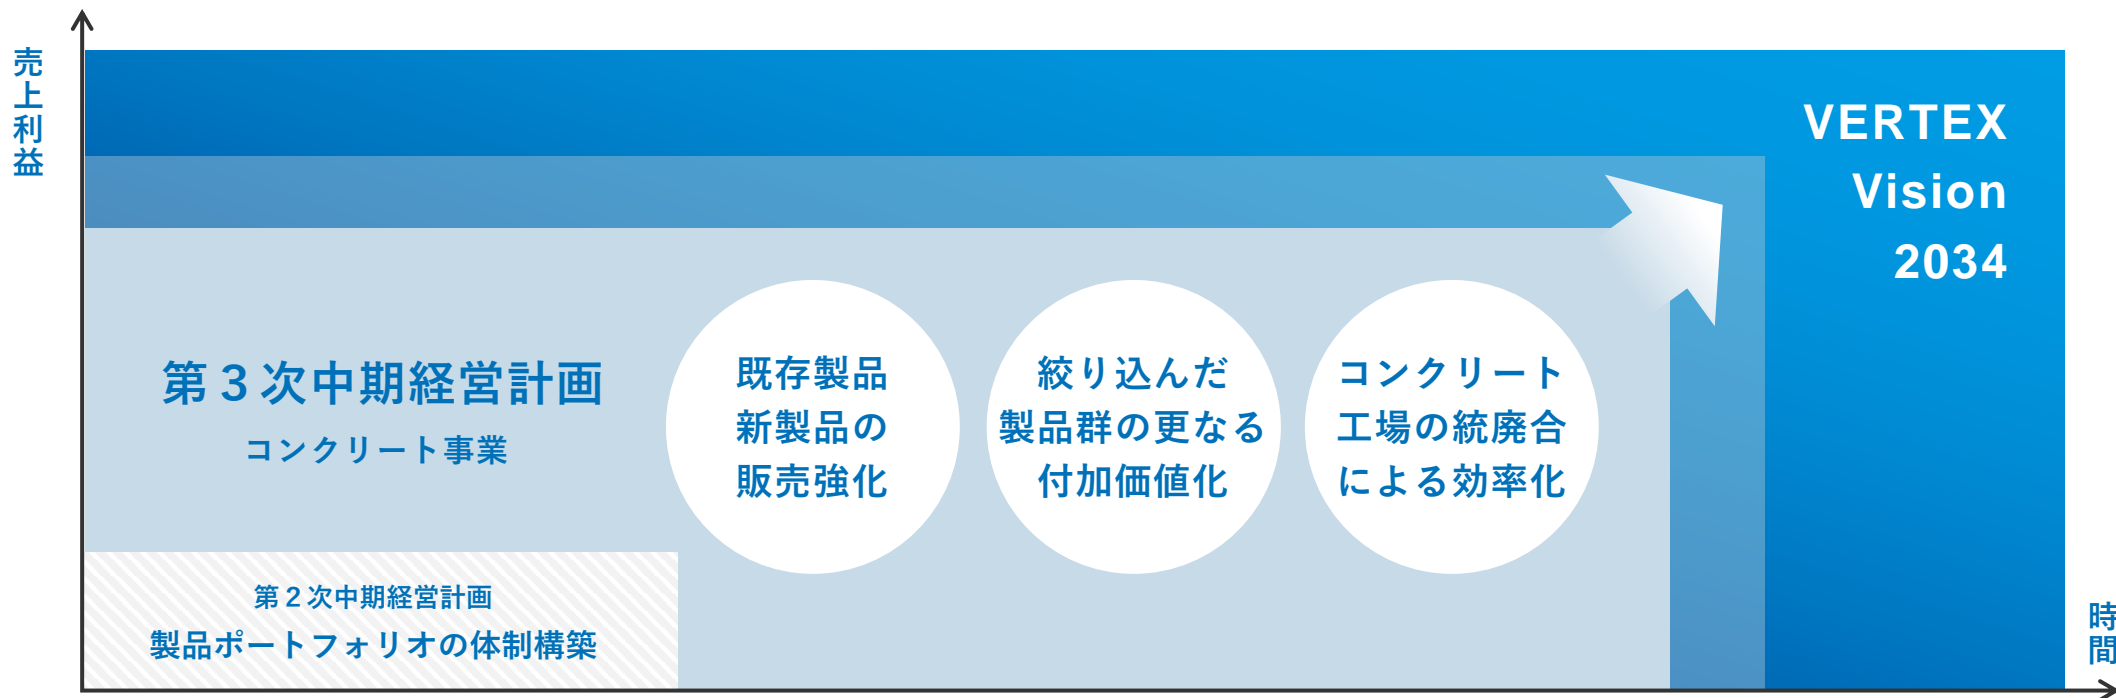 売上利益
VERTEX
Vision
2034
第３次中期経営計画
コンクリート事業
既存製品
新製品の
販売強化
絞り込んだ
製品群の更なる
付加価値化
コンクリート
工場の統廃合
による効率化
第２次中期経営計画
製品ポートフォリオの体制構築
時間